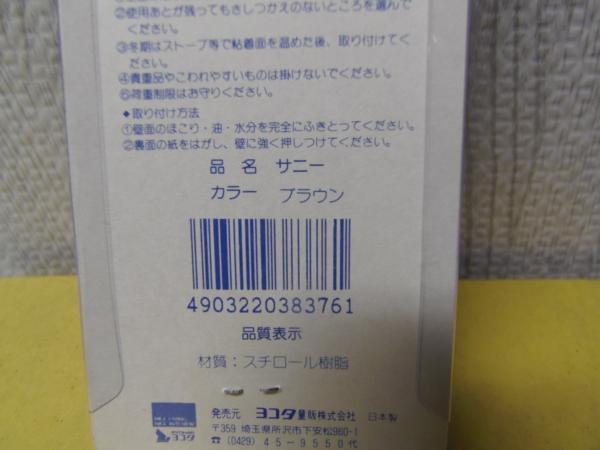 ②使用あとが残ってもさしつかえのないところを選んで
ください。
③冬期はストーブ等で粘着面を温めた後、取り付けてく
ださい。
④貴重品やこわれやすいものは掛けないでください。
⑥荷重制限はお守りください。
◆取り付け方法
①壁面のほこり・油・水分を完全にふきとってください。
②裏面の紙をはがし、壁に強く押しつけてください。
品 名 サニー
カラー ブラウン
4903220383761
品質表示
材質：スチロール樹脂
発売元 ヨコタ量販株式会社 日本製
〒359 埼玉県所沢市下安松960-1
☎ (0429) 45-9550代
ヨコタ